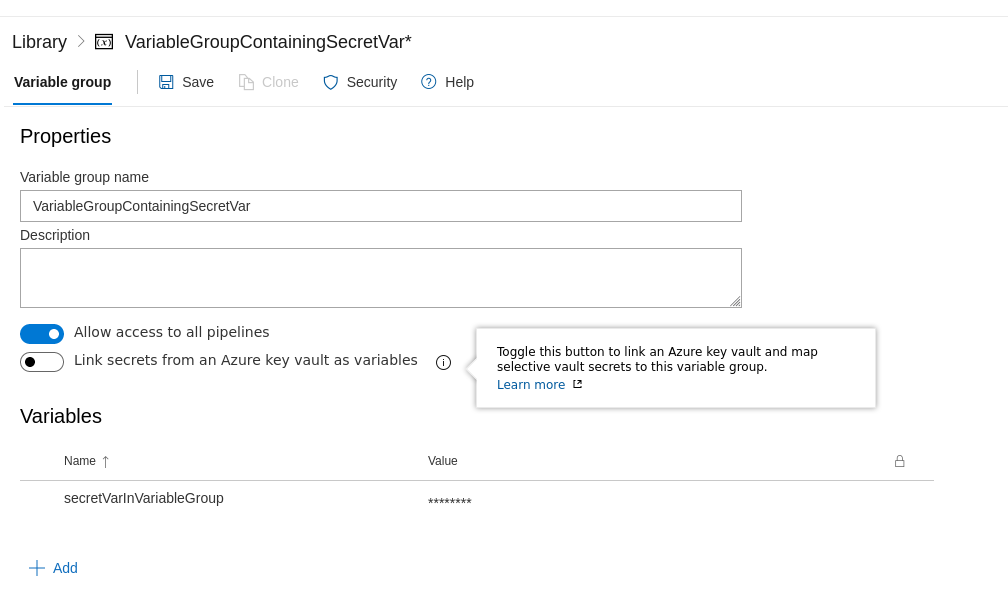 Library > VariableGroupContainingSecretVar*
Variable group Save Clone Security Help
Properties
Variable group name
VariableGroupContainingSecretVar
Description
Allow access to all pipelines
Link secrets from an Azure key vault as variables
Toggle this button to link an Azure key vault and map
selective vault secrets to this variable group.
Learn more
Variables
Name ↑ Value
secretVarInVariableGroup ********
+ Add